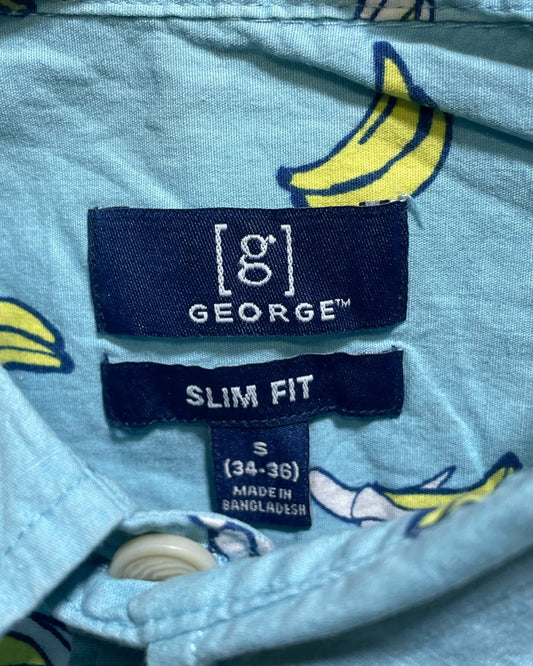 [g]
GEORGE™
SLIM FIT
S
(34-36)
MADE IN
BANGLADESH